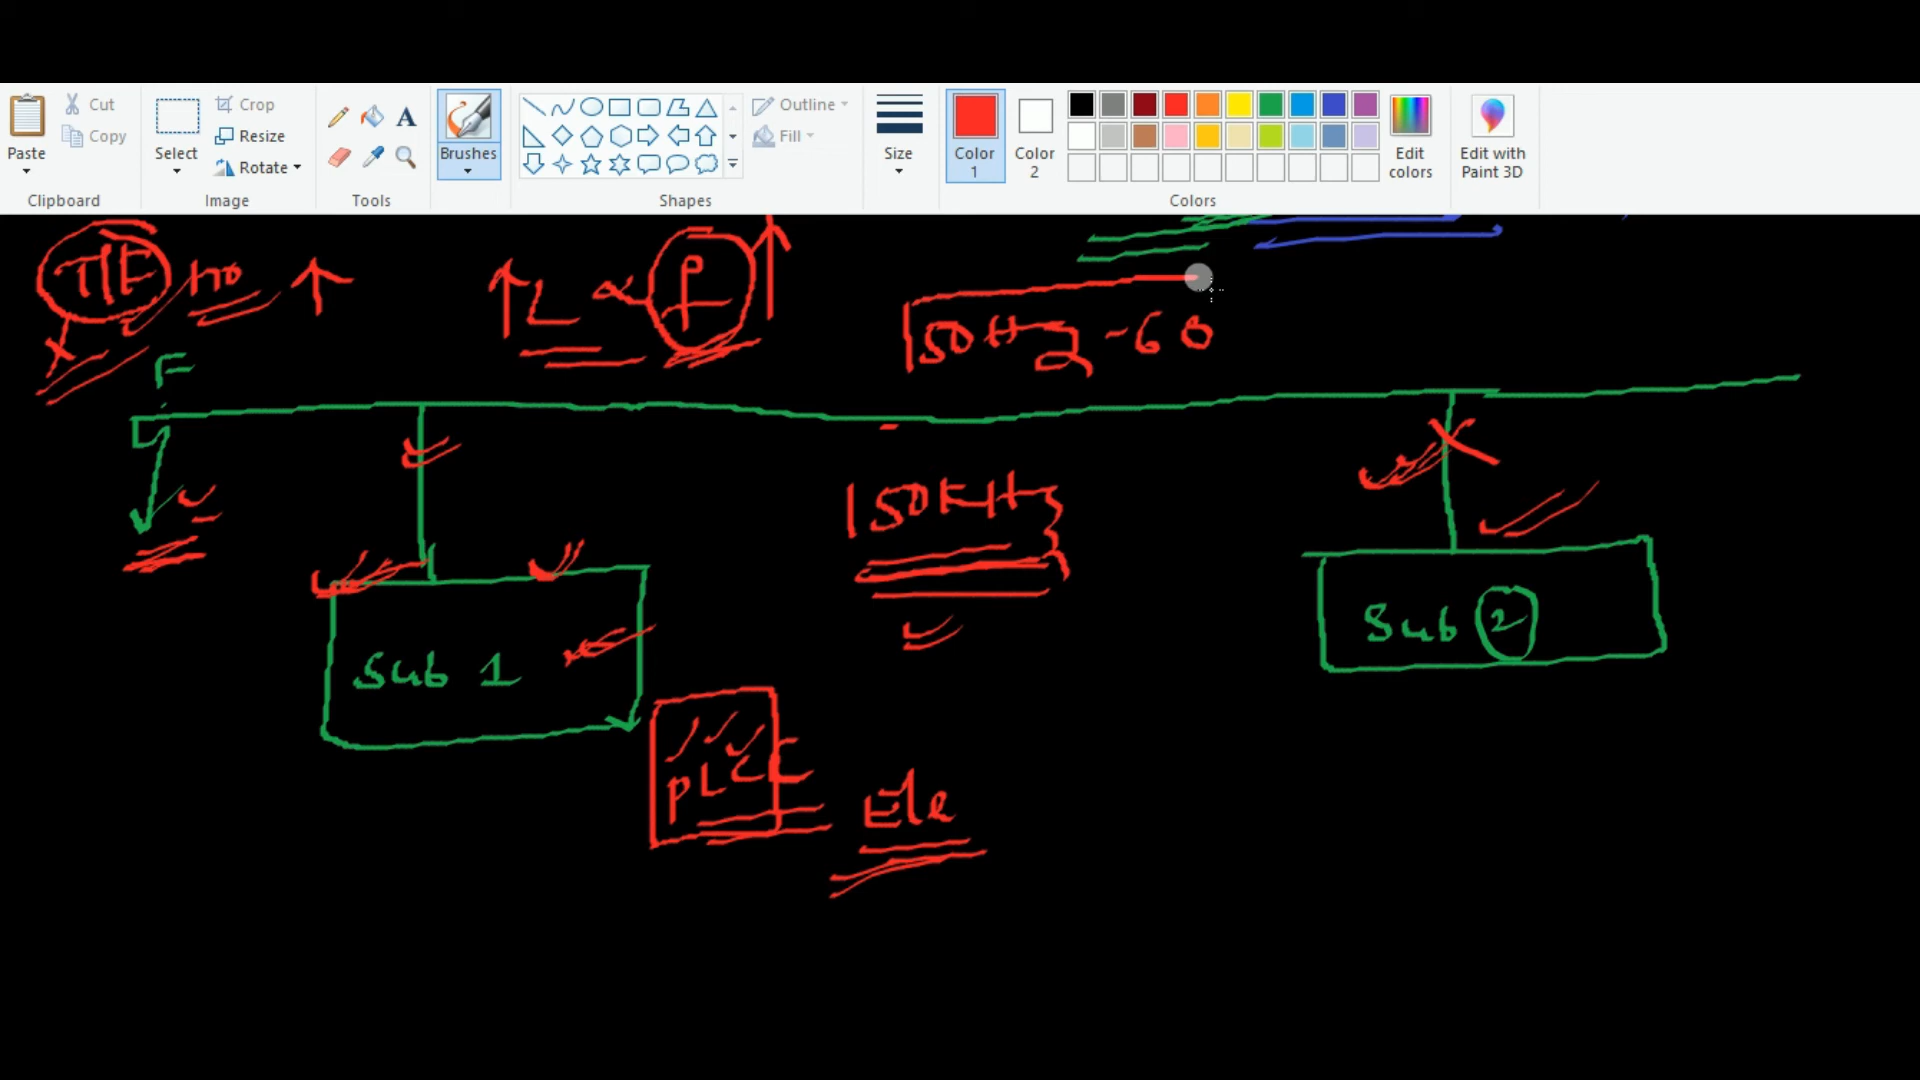 Paste
Cut
Copy
Clipboard
Select
Crop
Resize
Rotate
Image
A
Tools
Brushes
Shapes
Outline
Fill
Size
Color 1
Color 2
Colors
Edit colors
Edit with Paint 3D
L ∝ f
50Hz - 60
F
150KHz
Sub 1
Sub 2
PLCC
Ele